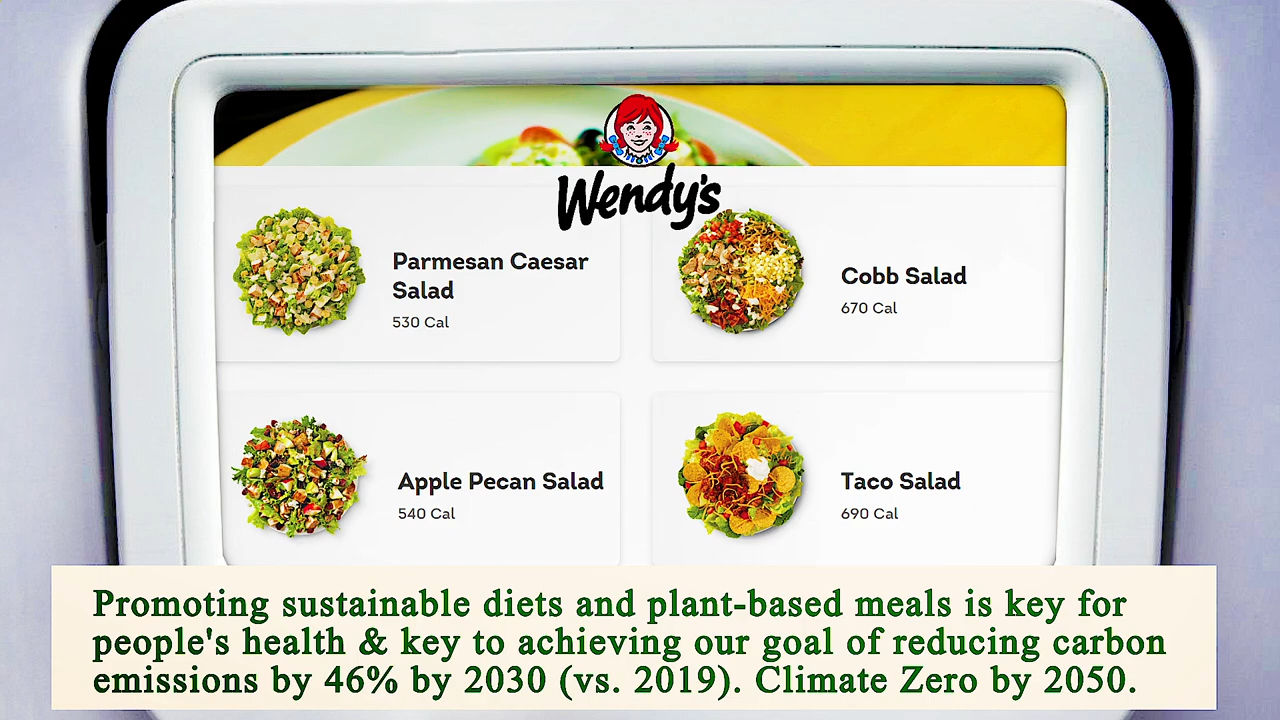 Wendy's
Parmesan Caesar
Salad
530 Cal
Cobb Salad
670 Cal
Apple Pecan Salad
540 Cal
Taco Salad
690 Cal
Promoting sustainable diets and plant-based meals is key for
people's health & key to achieving our goal of reducing carbon
emissions by 46% by 2030 (vs. 2019). Climate Zero by 2050.